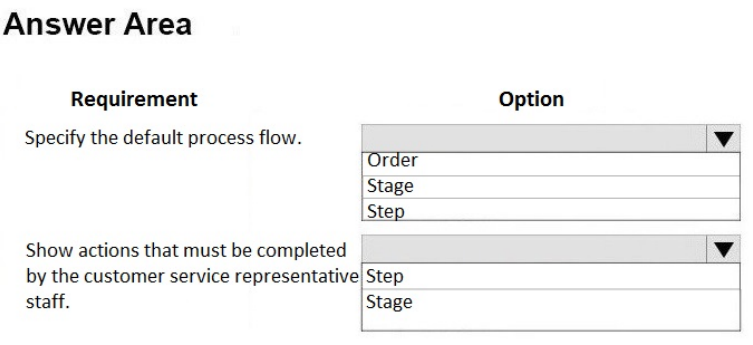 Answer Area
Requirement Option
Specify the default process flow.
Order
Stage
Step
Show actions that must be completed
by the customer service representative
staff.
Step
Stage